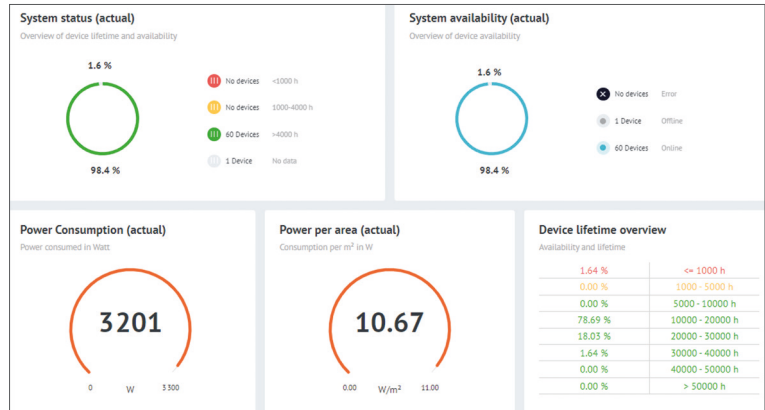 System status (actual)
Overview of device lifetime and availability
1.6 %
98.4 %
No devices <1000 h
No devices 1000-4000 h
60 Devices >4000 h
1 Device No data
System availability (actual)
Overview of device availability
1.6 %
98.4 %
No devices Error
1 Device Offline
60 Devices Online
Power Consumption (actual)
Power consumed in Watt
3201
0 W 3300
Power per area (actual)
Consumption per m² in W
10.67
0.00 W/m² 11.00
Device lifetime overview
Availability and lifetime
1.64 % <= 1000 h
0.00 % 1000 - 5000 h
0.00 % 5000 - 10000 h
78.69 % 10000 - 20000 h
18.03 % 20000 - 30000 h
1.64 % 30000 - 40000 h
0.00 % 40000 - 50000 h
0.00 % > 50000 h